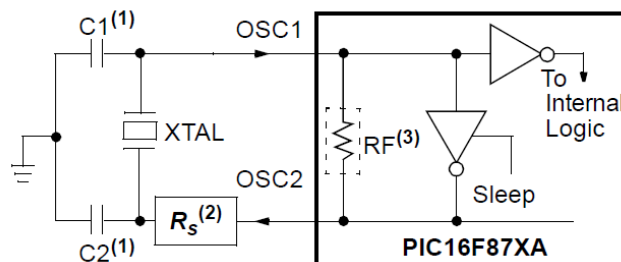 C1(1)
OSC1
To
Internal
Logic
XTAL
RF(3)
OSC2
Sleep
Rs(2)
C2(1)
PIC16F87XA